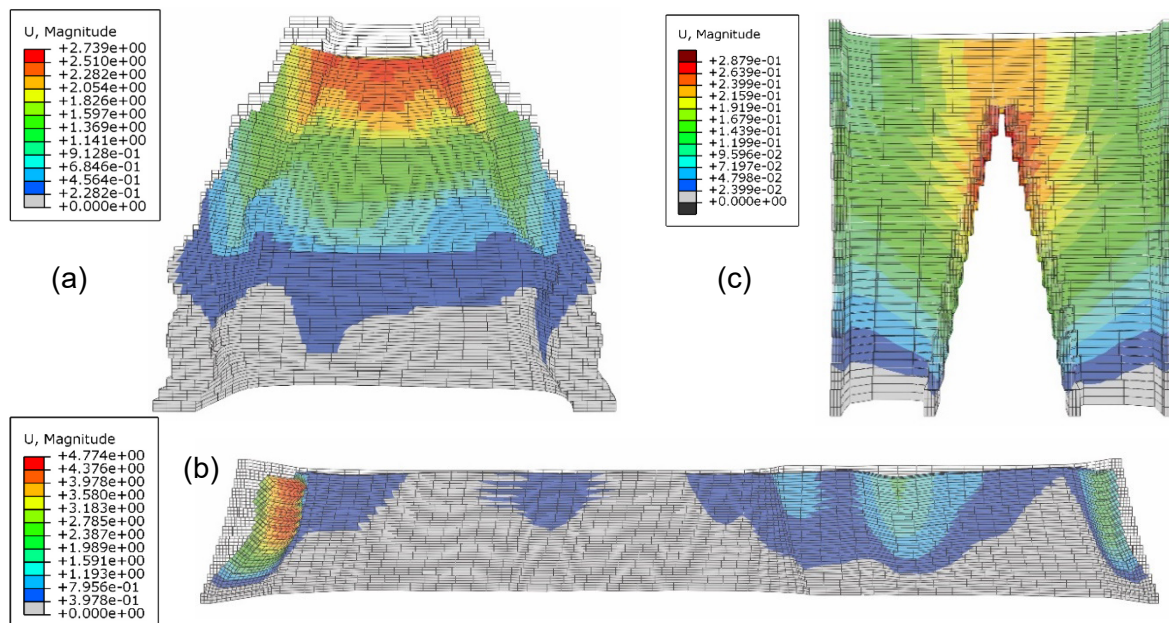 U, Magnitude
+2.739e+00
+2.510e+00
+2.282e+00
+2.054e+00
+1.826e+00
+1.597e+00
+1.369e+00
+1.141e+00
+9.128e-01
+6.846e-01
+4.564e-01
+2.282e-01
+0.000e+00
(a)
U, Magnitude
+2.879e-01
+2.639e-01
+2.399e-01
+2.159e-01
+1.919e-01
+1.679e-01
+1.439e-01
+1.199e-01
+9.596e-02
+7.197e-02
+4.798e-02
+2.399e-02
+0.000e+00
(c)
U, Magnitude
+4.774e+00
+4.376e+00
+3.978e+00
+3.580e+00
+3.183e+00
+2.785e+00
+2.387e+00
+1.989e+00
+1.591e+00
+1.193e+00
+7.956e-01
+3.978e-01
+0.000e+00
(b)